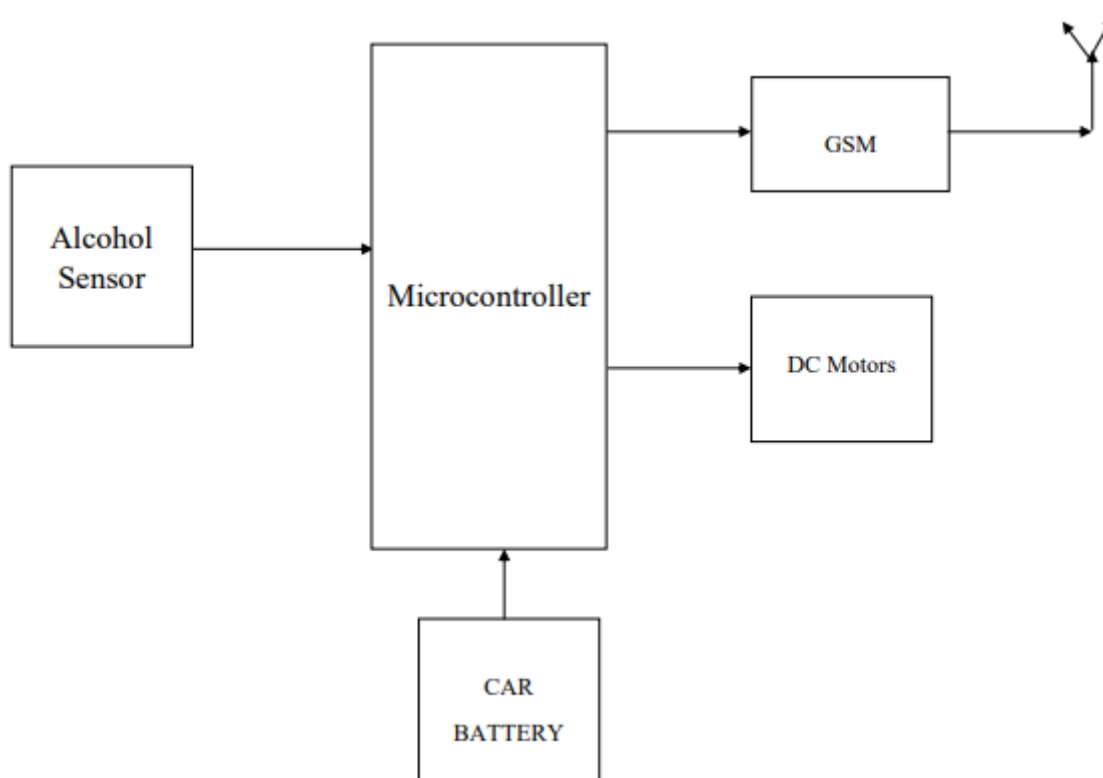 Alcohol
Sensor
Microcontroller
GSM
DC Motors
CAR
BATTERY